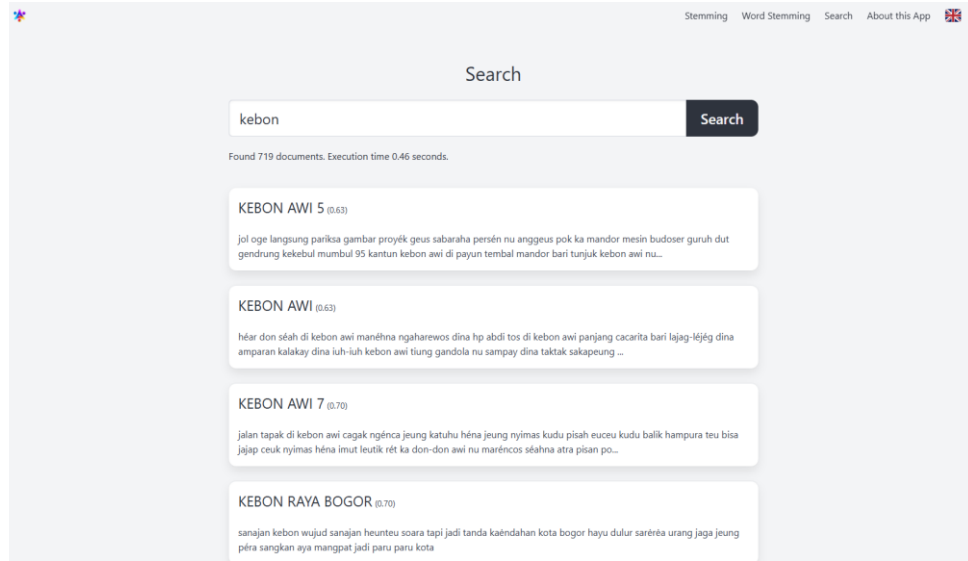 Stemming Word Stemming Search About this App
Search
kebon Search
Found 719 documents. Execution time 0.46 seconds.
KEBON AWI 5 (0.63)
jol oge langsung pariksa gambar proyék geus sabaraha persén nu anggeus pok ka mandor mesin budoser guruh dut
gendrung kekebul mumbul 95 kantun kebon awi di payun tembal mandor bari tunjuk kebon awi nu...
KEBON AWI (0.63)
héar don séah di kebon awi manéhna ngaharewos dina hp abdi tos di kebon awi panjang cacarita bari lajag-léjég dina
amparan kalakay dina iuh-iuh kebon awi tiung gandola nu sampay dina taktak sakapeung ...
KEBON AWI 7 (0.70)
jalan tapak di kebon awi cagak ngénca jeung katuhu héna jeung nyimas kudu pisah euceu kudu balik hampura teu bisa
jajap ceuk nyimas héna imut leutik rét ka don-don awi nu maréncos séahna atra pisan po...
KEBON RAYA BOGOR (0.70)
sanajan kebon wujud sanajan heunteu soara tapi jadi tanda kaéndahan kota bogor hayu dulur saréréa urang jaga jeung
péra sangkan aya mangpat jadi paru paru kota